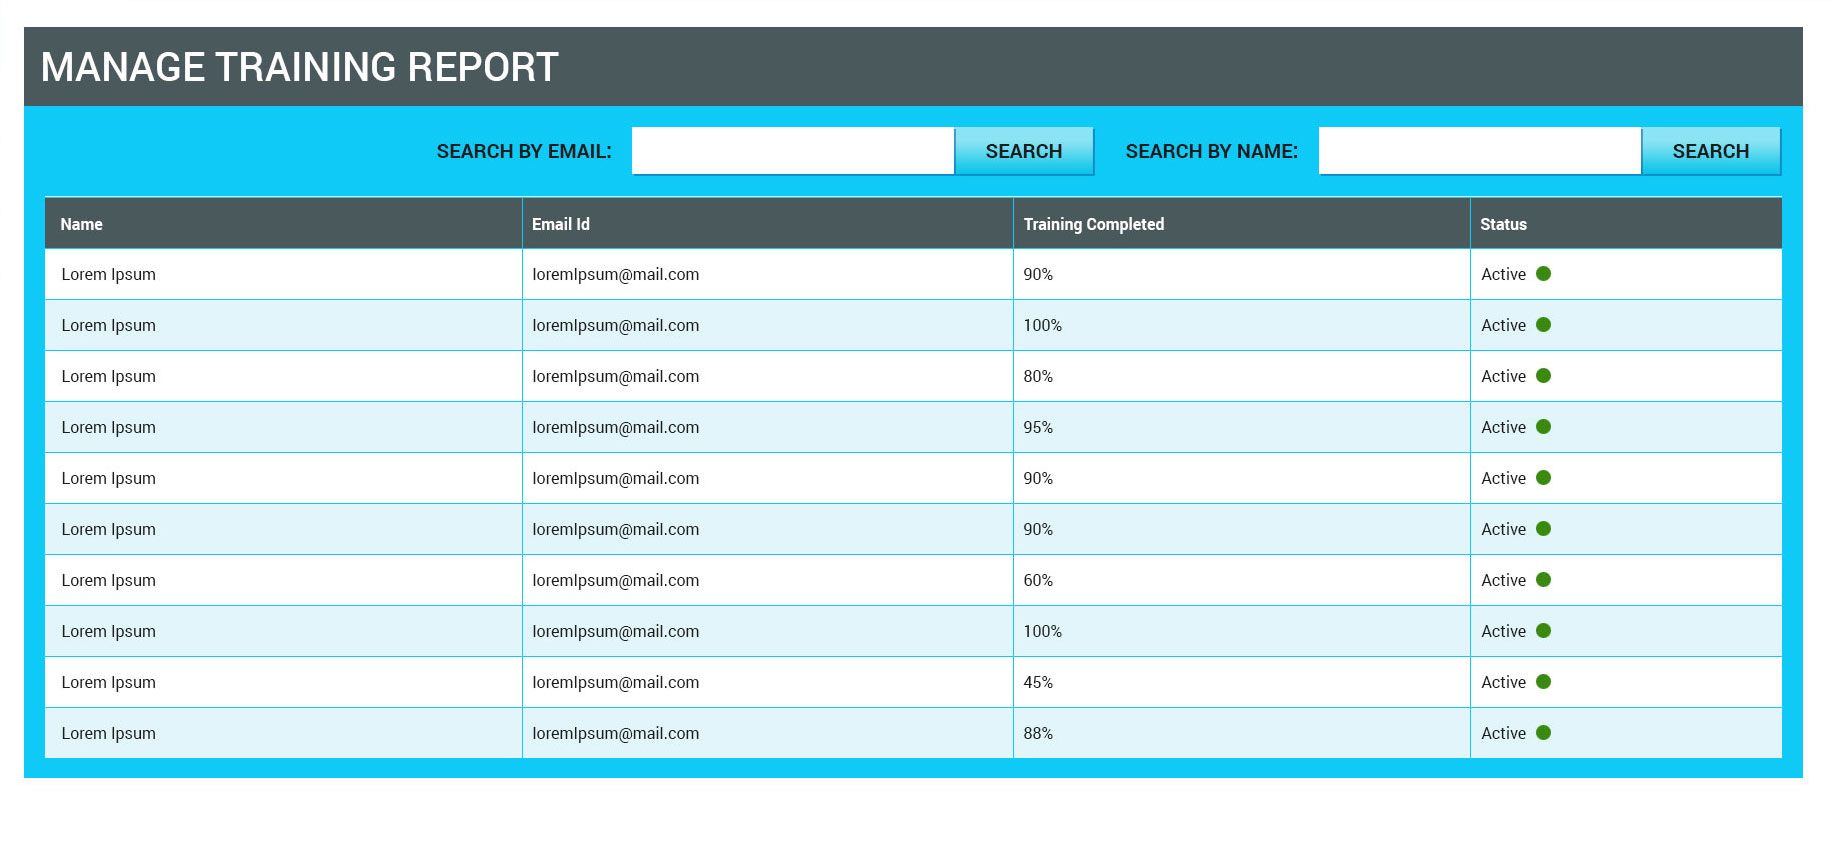 MANAGE TRAINING REPORT
SEARCH BY EMAIL: SEARCH SEARCH BY NAME: SEARCH
Name Email Id Training Completed Status
Lorem Ipsum loremIpsum@mail.com 90% Active
Lorem Ipsum loremIpsum@mail.com 100% Active
Lorem Ipsum loremIpsum@mail.com 80% Active
Lorem Ipsum loremIpsum@mail.com 95% Active
Lorem Ipsum loremIpsum@mail.com 90% Active
Lorem Ipsum loremIpsum@mail.com 90% Active
Lorem Ipsum loremIpsum@mail.com 60% Active
Lorem Ipsum loremIpsum@mail.com 100% Active
Lorem Ipsum loremIpsum@mail.com 45% Active
Lorem Ipsum loremIpsum@mail.com 88% Active